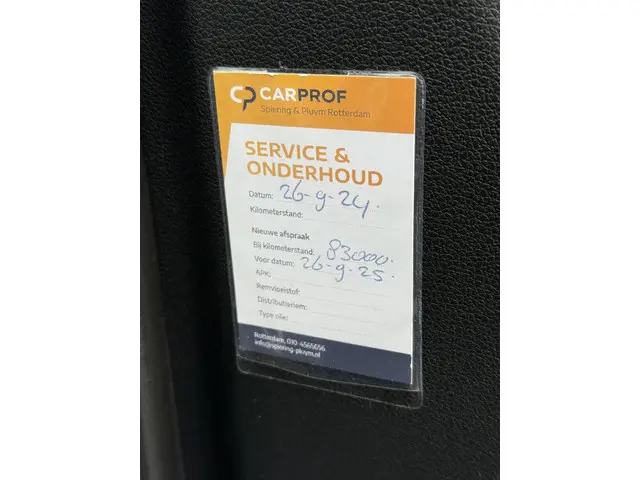 CP CARPROF
Spiering & Pluym Rotterdam
SERVICE &
ONDERHOUD
Datum: 26-9-24.
Kilometerstand:
Nieuwe afspraak
Bij kilometerstand: 83000.
Voor datum: 26-9-25.
APK:
Remvloeistof:
Distributieriem:
Type olie:
Rotterdam, 010-4565656
info@spiering-pluym.nl